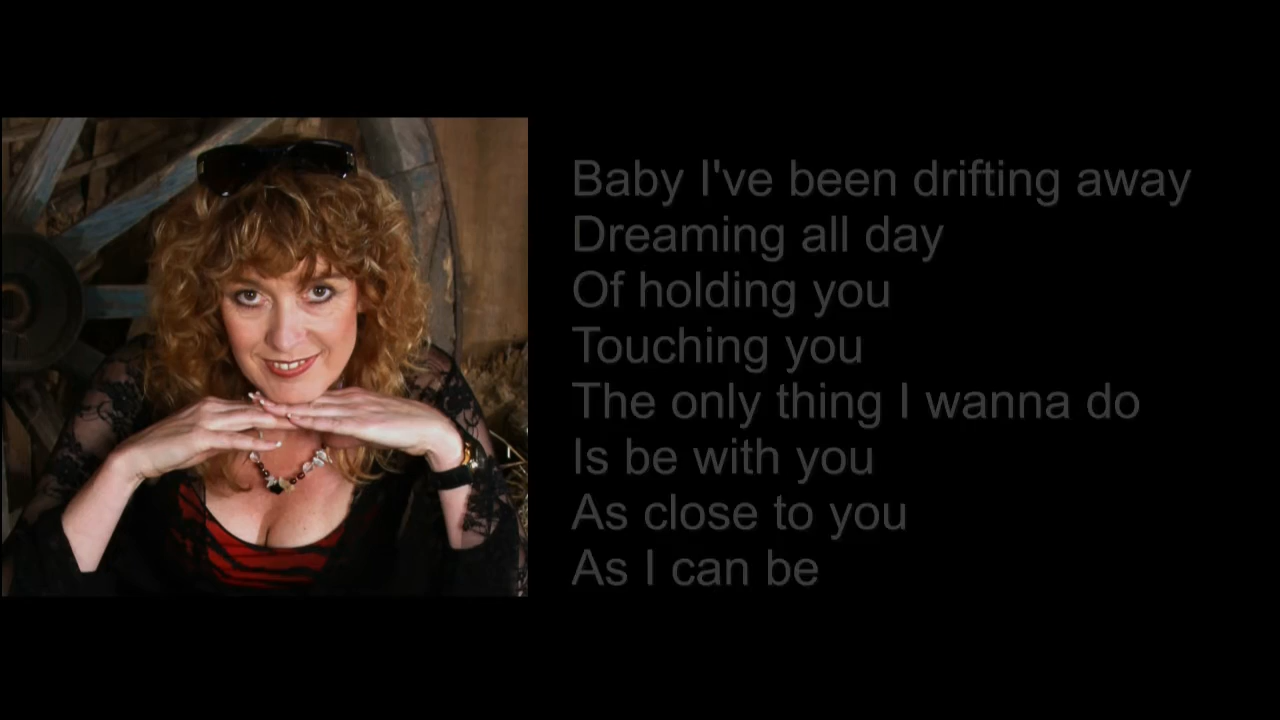 Baby I've been drifting away
Dreaming all day
Of holding you
Touching you
The only thing I wanna do
Is be with you
As close to you
As I can be